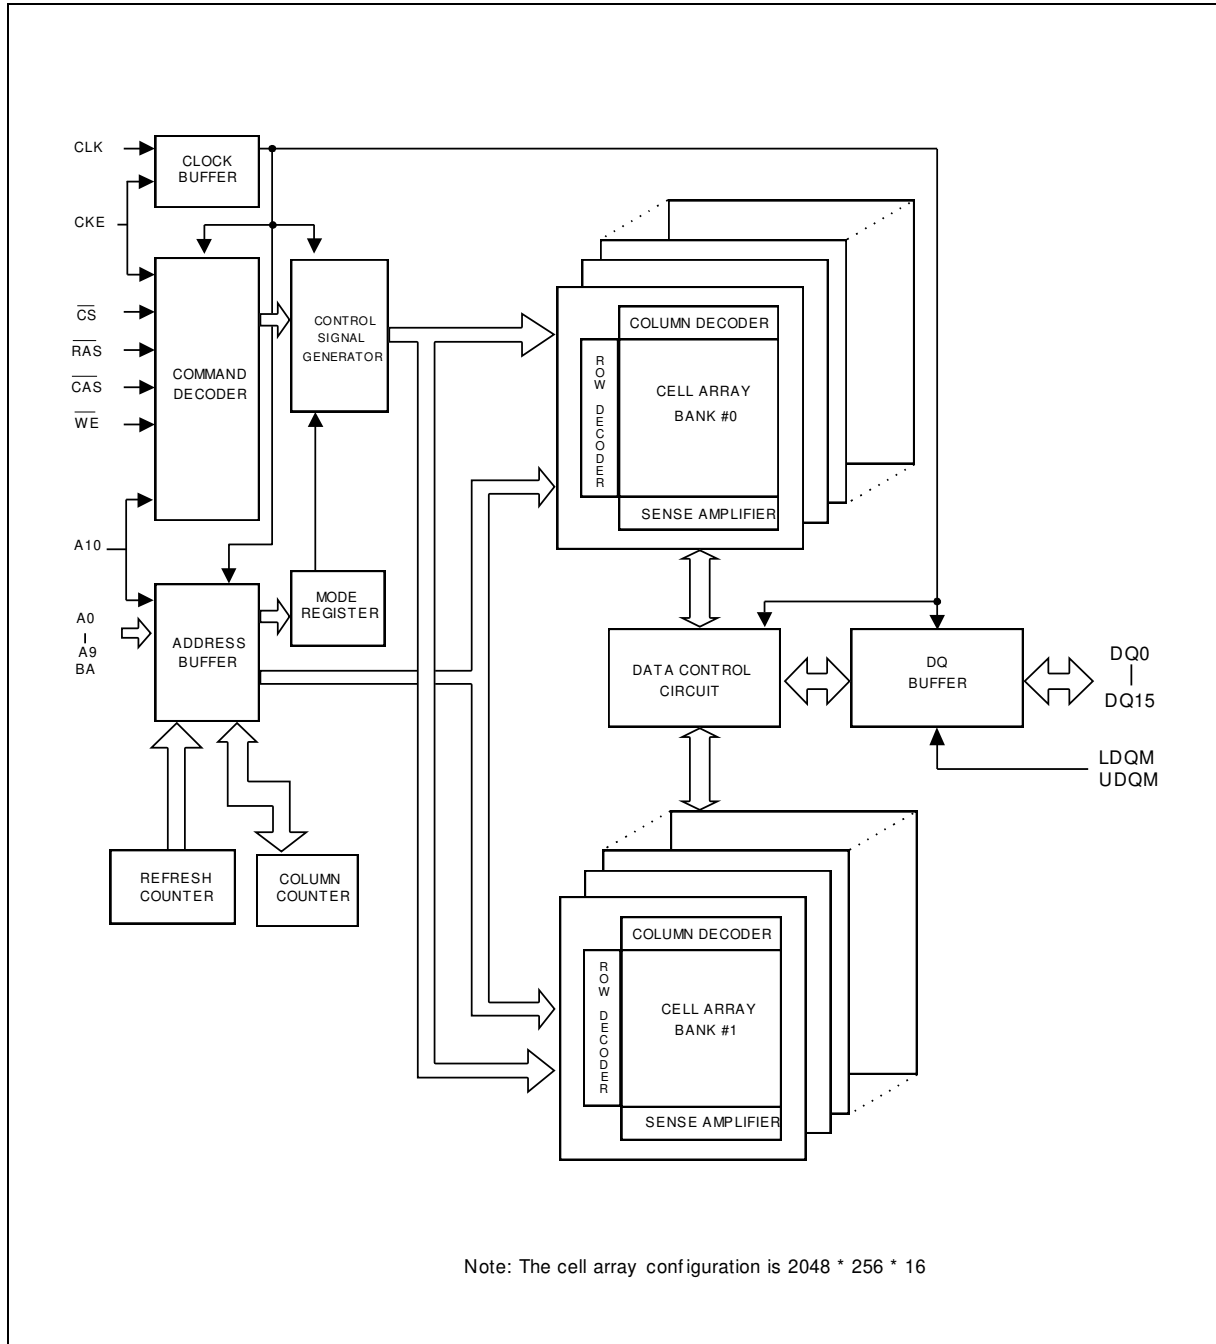 CLK
CLOCK
BUFFER
CKE
CS
RAS
CAS
WE
COMMAND
DECODER
CONTROL
SIGNAL
GENERATOR
COLUMN DECODER
ROW DECODER
CELL ARRAY
BANK #0
SENSE AMPLIFIER
A10
A0
A9
BA
ADDRESS
BUFFER
MODE
REGISTER
DATA CONTROL
CIRCUIT
DQ
BUFFER
DQ0
DQ15
LDQM
UDQM
REFRESH
COUNTER
COLUMN
COUNTER
COLUMN DECODER
ROW DECODER
CELL ARRAY
BANK #1
SENSE AMPLIFIER
Note: The cell array configuration is 2048 * 256 * 16